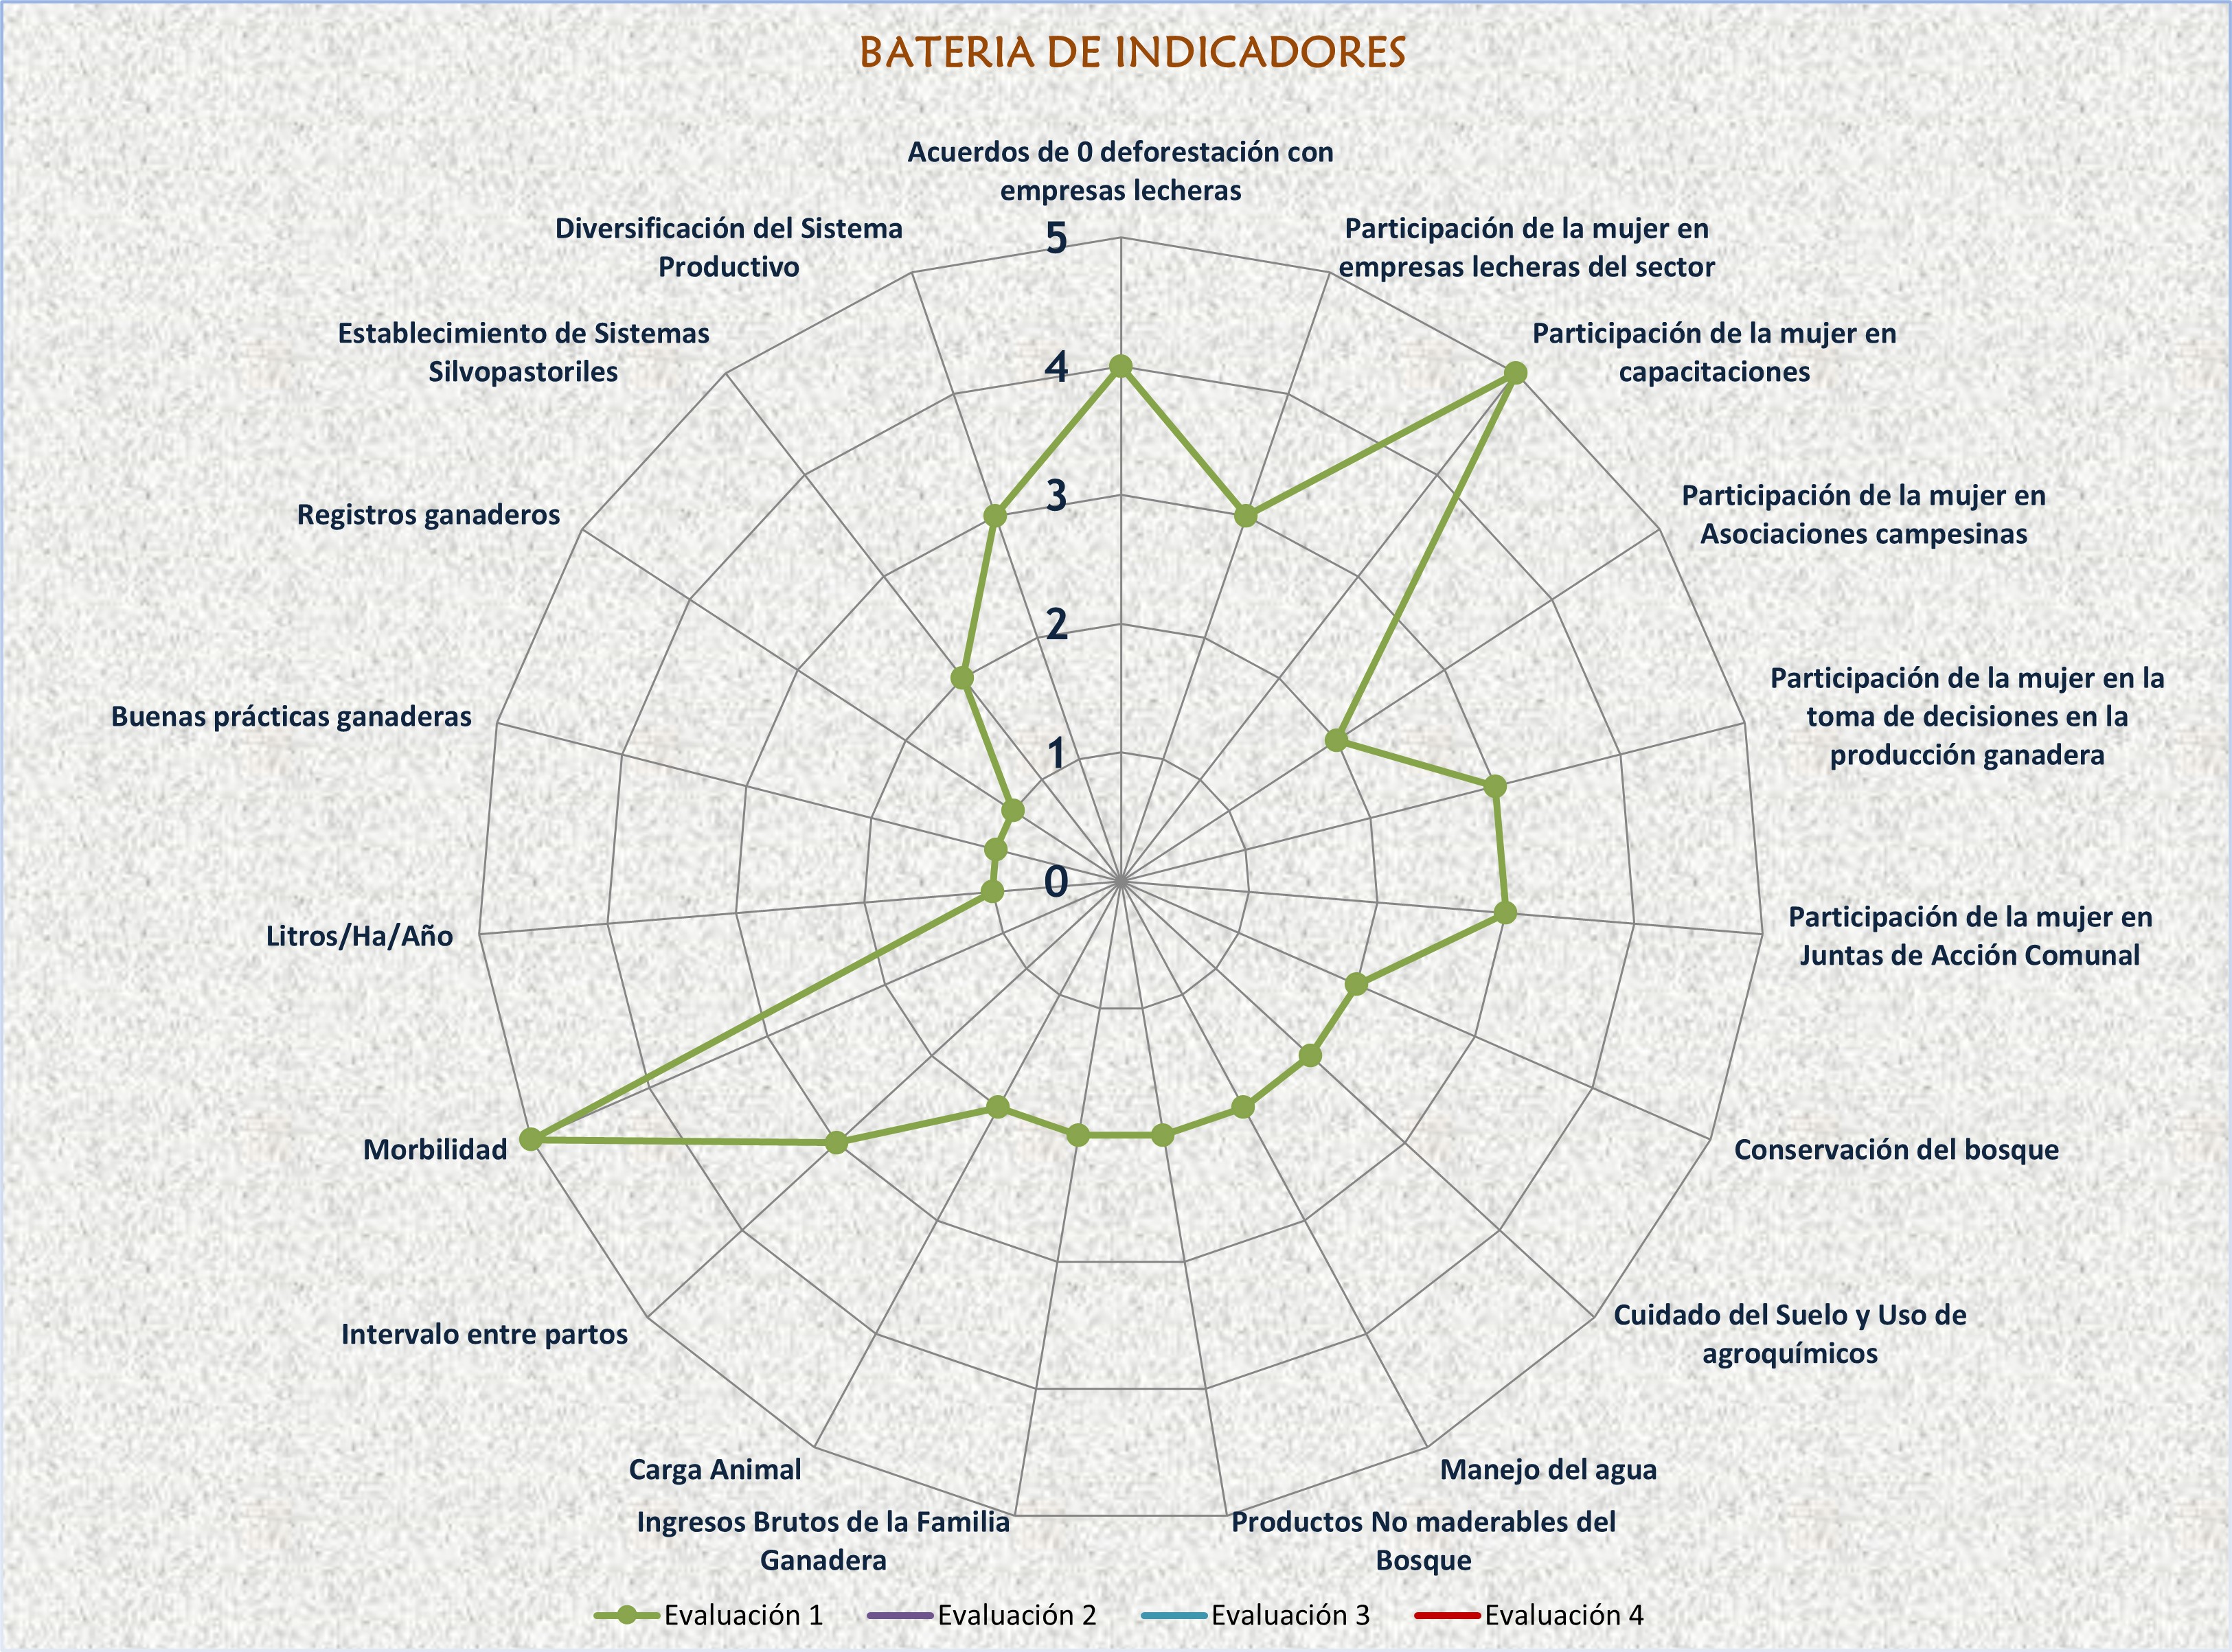 BATERIA DE INDICADORES
Acuerdos de 0 deforestación con
empresas lecheras
Participación de la mujer en
empresas lecheras del sector
Participación de la mujer en
capacitaciones
Participación de la mujer en
Asociaciones campesinas
Participación de la mujer en la
toma de decisiones en la
producción ganadera
Participación de la mujer en
Juntas de Acción Comunal
Conservación del bosque
Cuidado del Suelo y Uso de
agroquímicos
Manejo del agua
Productos No maderables del
Bosque
Ingresos Brutos de la Familia
Ganadera
Carga Animal
Intervalo entre partos
Morbilidad
Litros/Ha/Año
Buenas prácticas ganaderas
Registros ganaderos
Establecimiento de Sistemas
Silvopastoriles
Diversificación del Sistema
Productivo
5
4
3
2
1
0
Evaluación 1 Evaluación 2 Evaluación 3 Evaluación 4